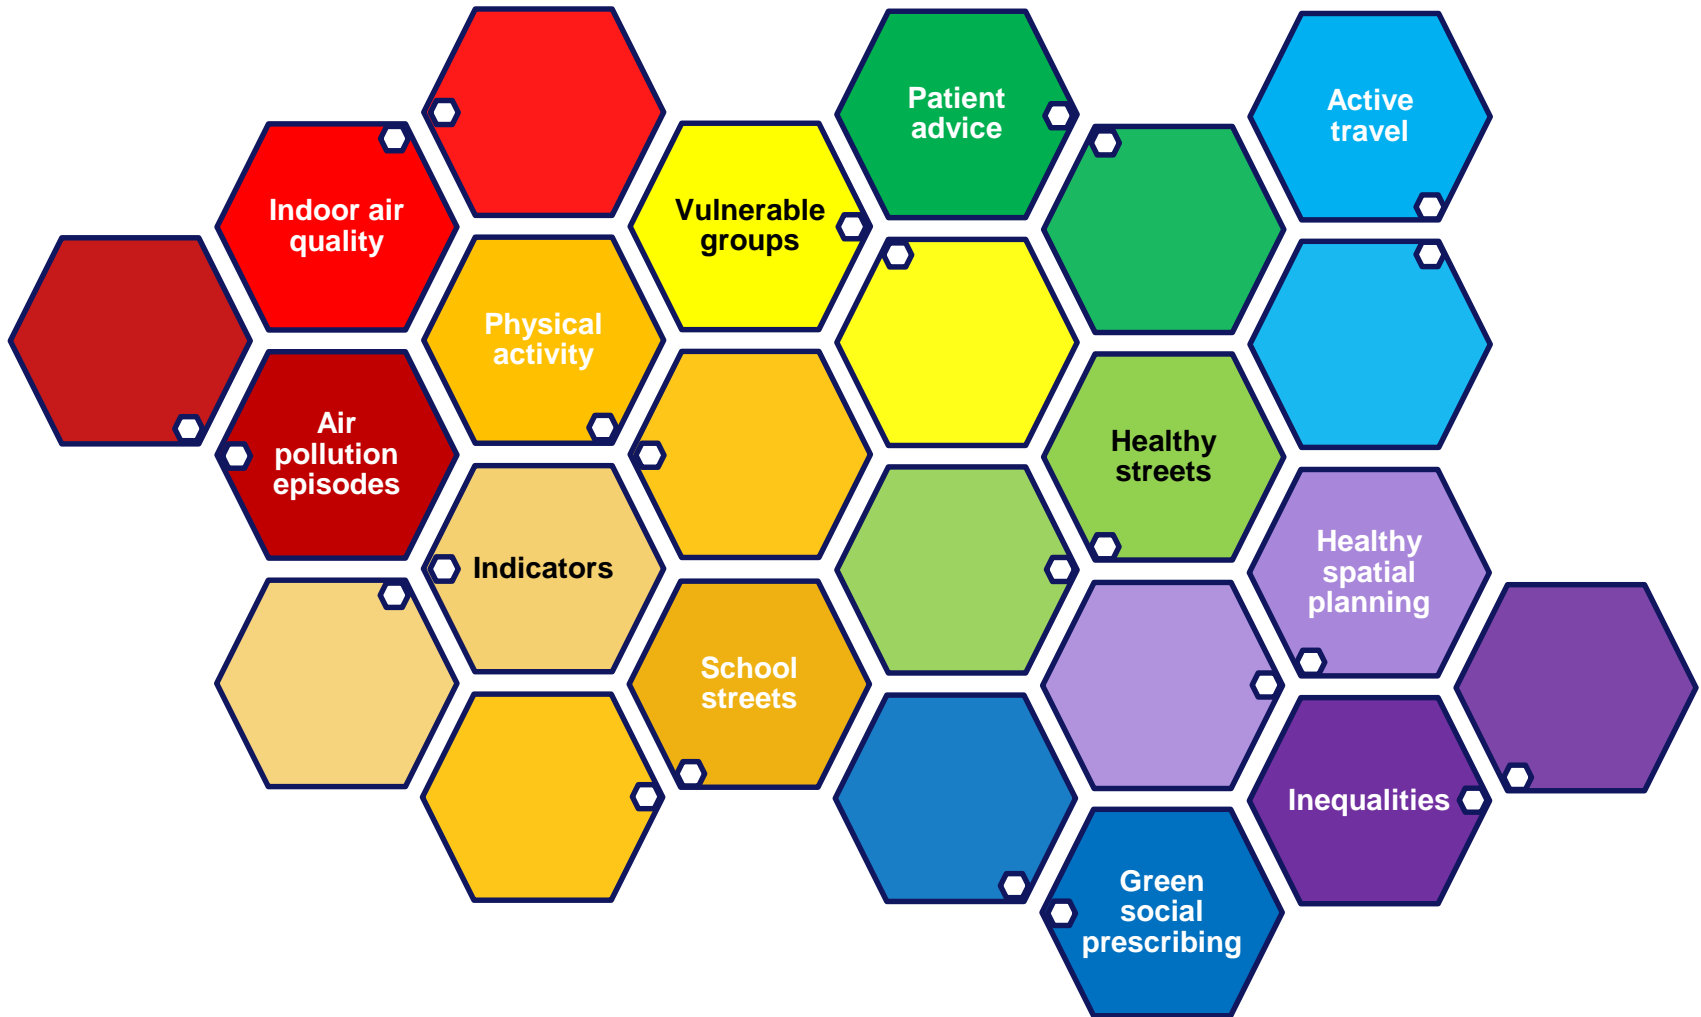 Patient
advice
Active
travel
Indoor air
quality
Vulnerable
groups
Physical
activity
Air
pollution
episodes
Healthy
streets
Indicators
Healthy
spatial
planning
School
streets
Inequalities
Green
social
prescribing